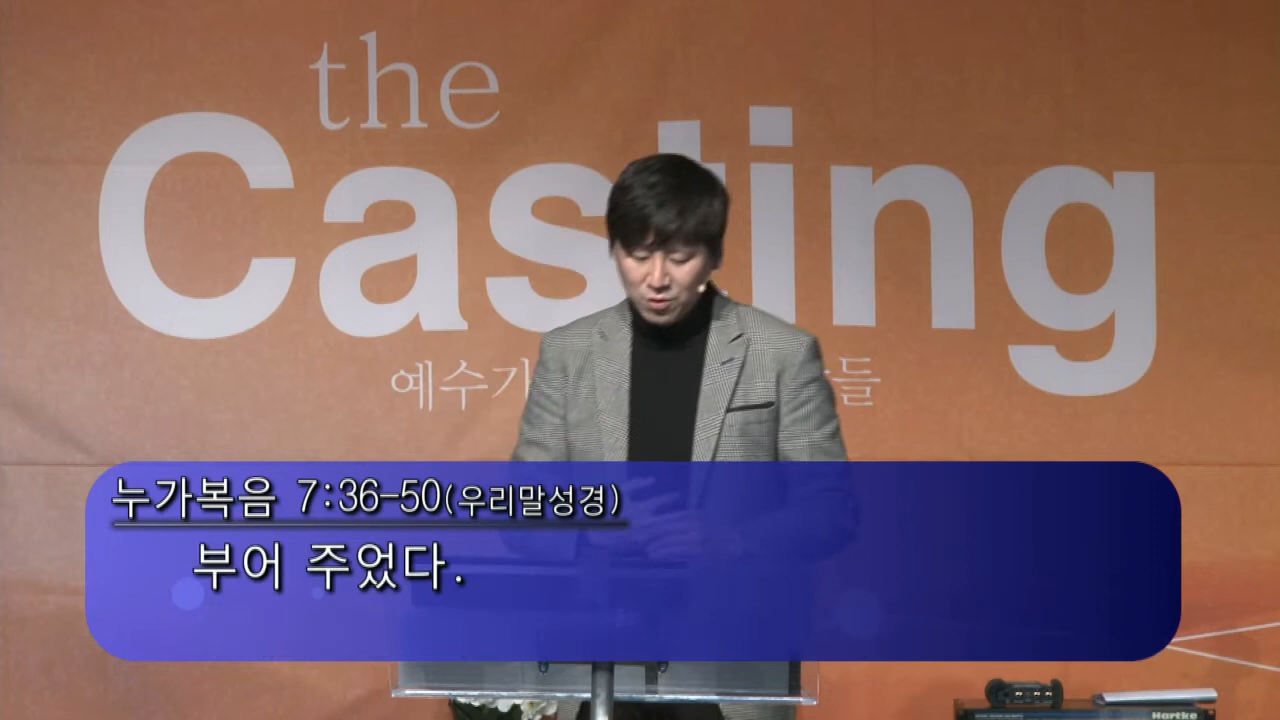 the
Casting
예수가
들
누가복음 7:36-50(우리말성경)
부어 주었다.
Hartke